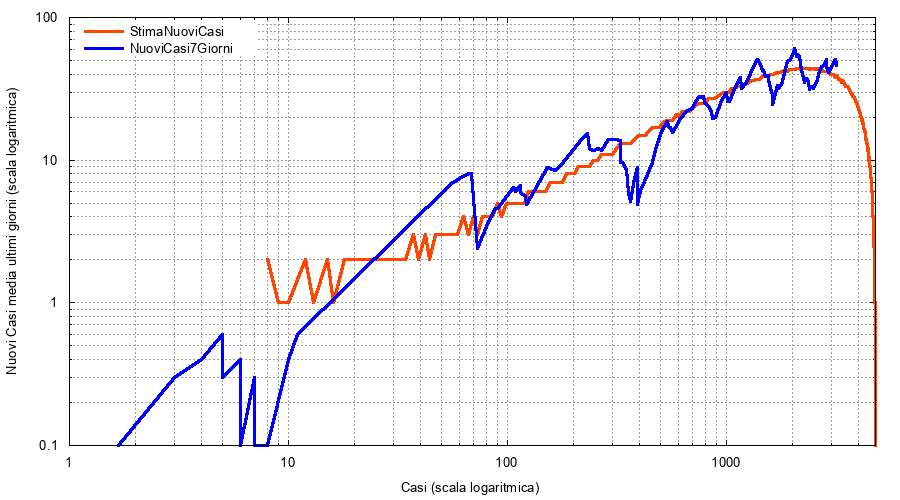 100
StimaNuoviCasi
NuoviCasi7Giorni
10
1
0.1
Nuovi Casi media ultimi giorni (scala logaritmica)
1 10 100 1000
Casi (scala logaritmica)